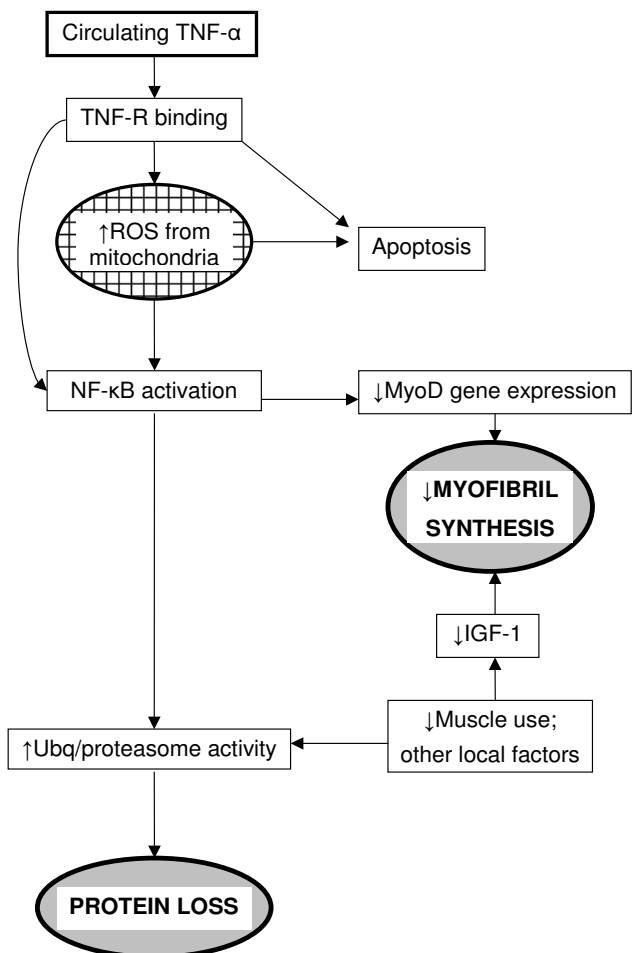 Circulating TNF-α
TNF-R binding
↑ROS from
mitochondria
Apoptosis
NF-κB activation
↓MyoD gene expression
↓MYOFIBRIL
SYNTHESIS
↓IGF-1
↓Muscle use;
other local factors
↑Ubq/proteasome activity
PROTEIN LOSS